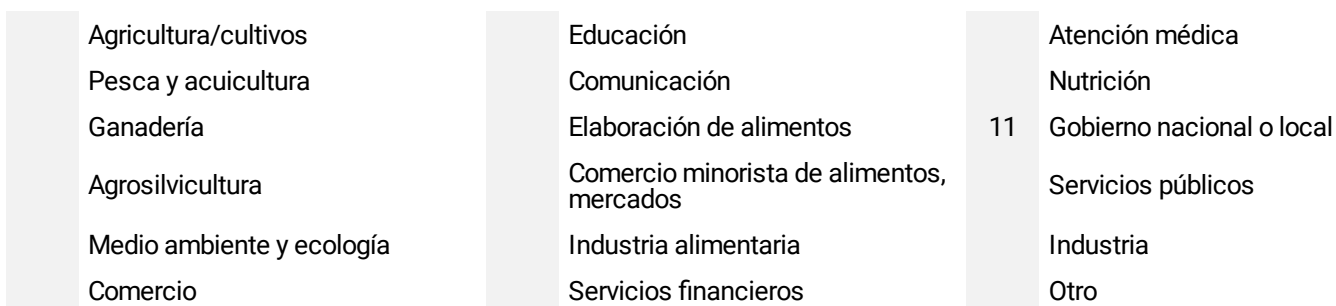 Agricultura/cultivos
Educación
Atención médica
Pesca y acuicultura
Comunicación
Nutrición
Ganadería
Elaboración de alimentos
11 Gobierno nacional o local
Agrosilvicultura
Comercio minorista de alimentos,
mercados
Servicios públicos
Medio ambiente y ecología
Industria alimentaria
Industria
Comercio
Servicios financieros
Otro